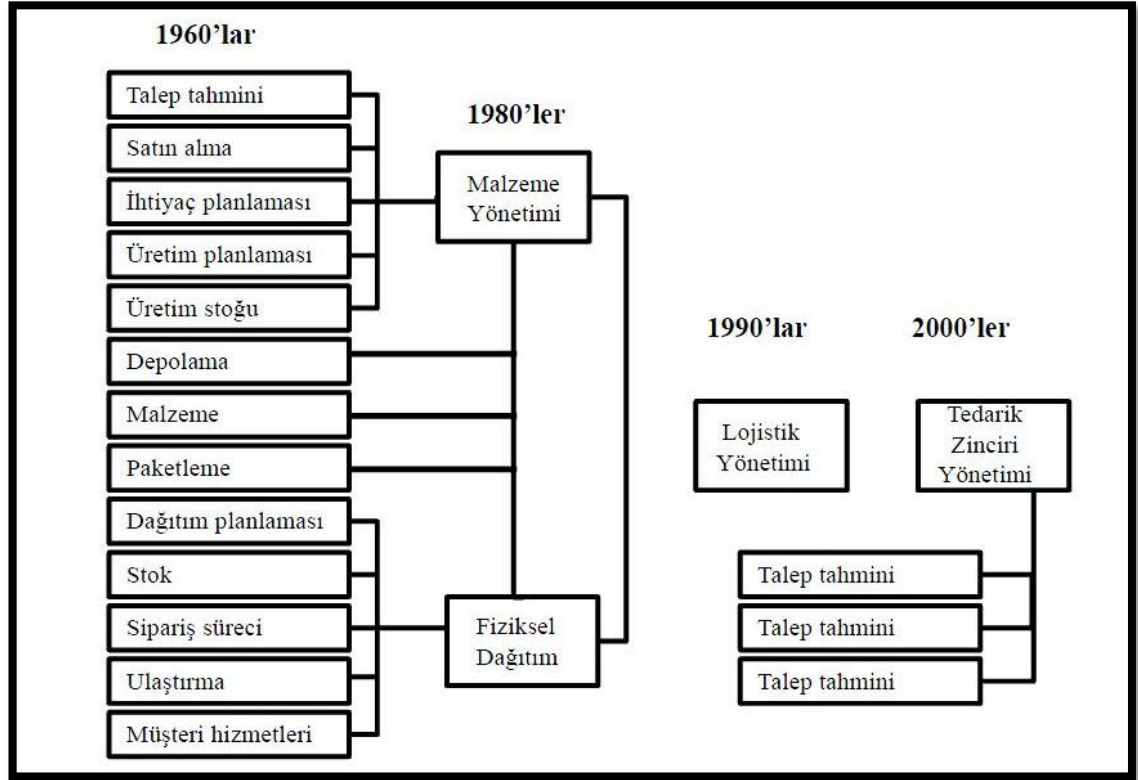 1960’lar
Talep tahmini
Satın alma
İhtiyaç planlaması
Üretim planlaması
Üretim stoğu
Depolama
Malzeme
Paketleme
Dağıtım planlaması
Stok
Sipariş süreci
Ulaştırma
Müşteri hizmetleri
1980’ler
Malzeme
Yönetimi
Fiziksel
Dağıtım
1990’lar
Lojistik
Yönetimi
2000’ler
Tedarik
Zinciri
Yönetimi
Talep tahmini
Talep tahmini
Talep tahmini